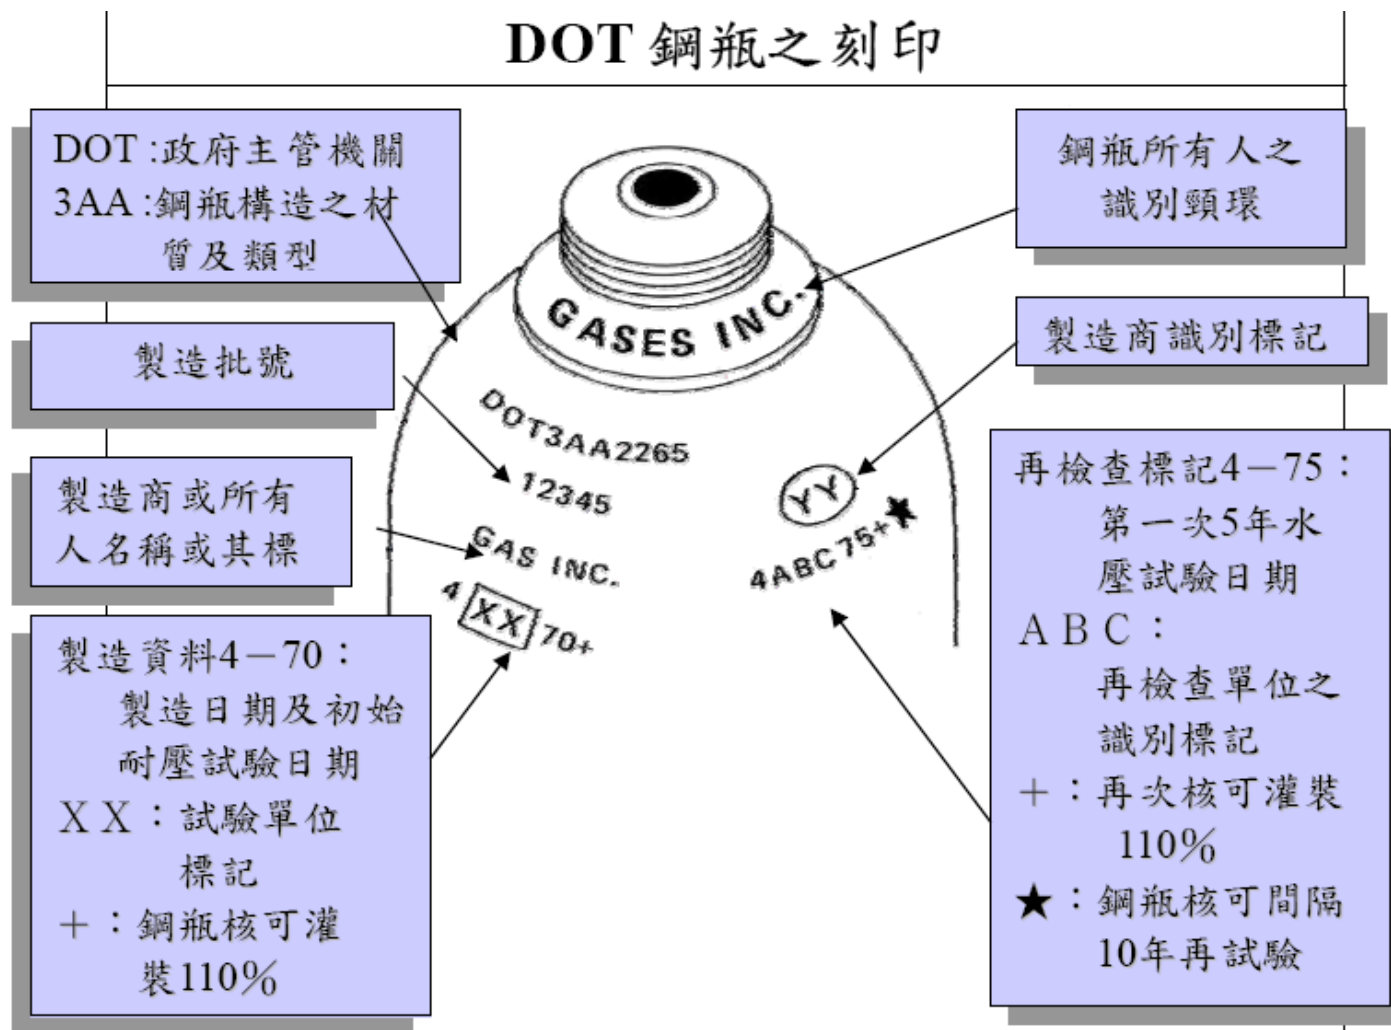 DOT 鋼瓶之刻印
DOT:政府主管機關
3AA:鋼瓶構造之材
質及類型
製造批號
製造商或所有
人名稱或其標
製造資料4－70：
製造日期及初始
耐壓試驗日期
ＸＸ：試驗單位
標記
＋：鋼瓶核可灌
裝110％
GASES INC.
DOT3AA2265
12345
GAS INC.
4 XX 70+
YY
4ABC75+★
鋼瓶所有人之
識別頸環
製造商識別標記
再檢查標記4－75：
第一次5年水
壓試驗日期
ＡＢＣ：
再檢查單位之
識別標記
＋：再次核可灌裝
110％
★：鋼瓶核可間隔
10年再試驗